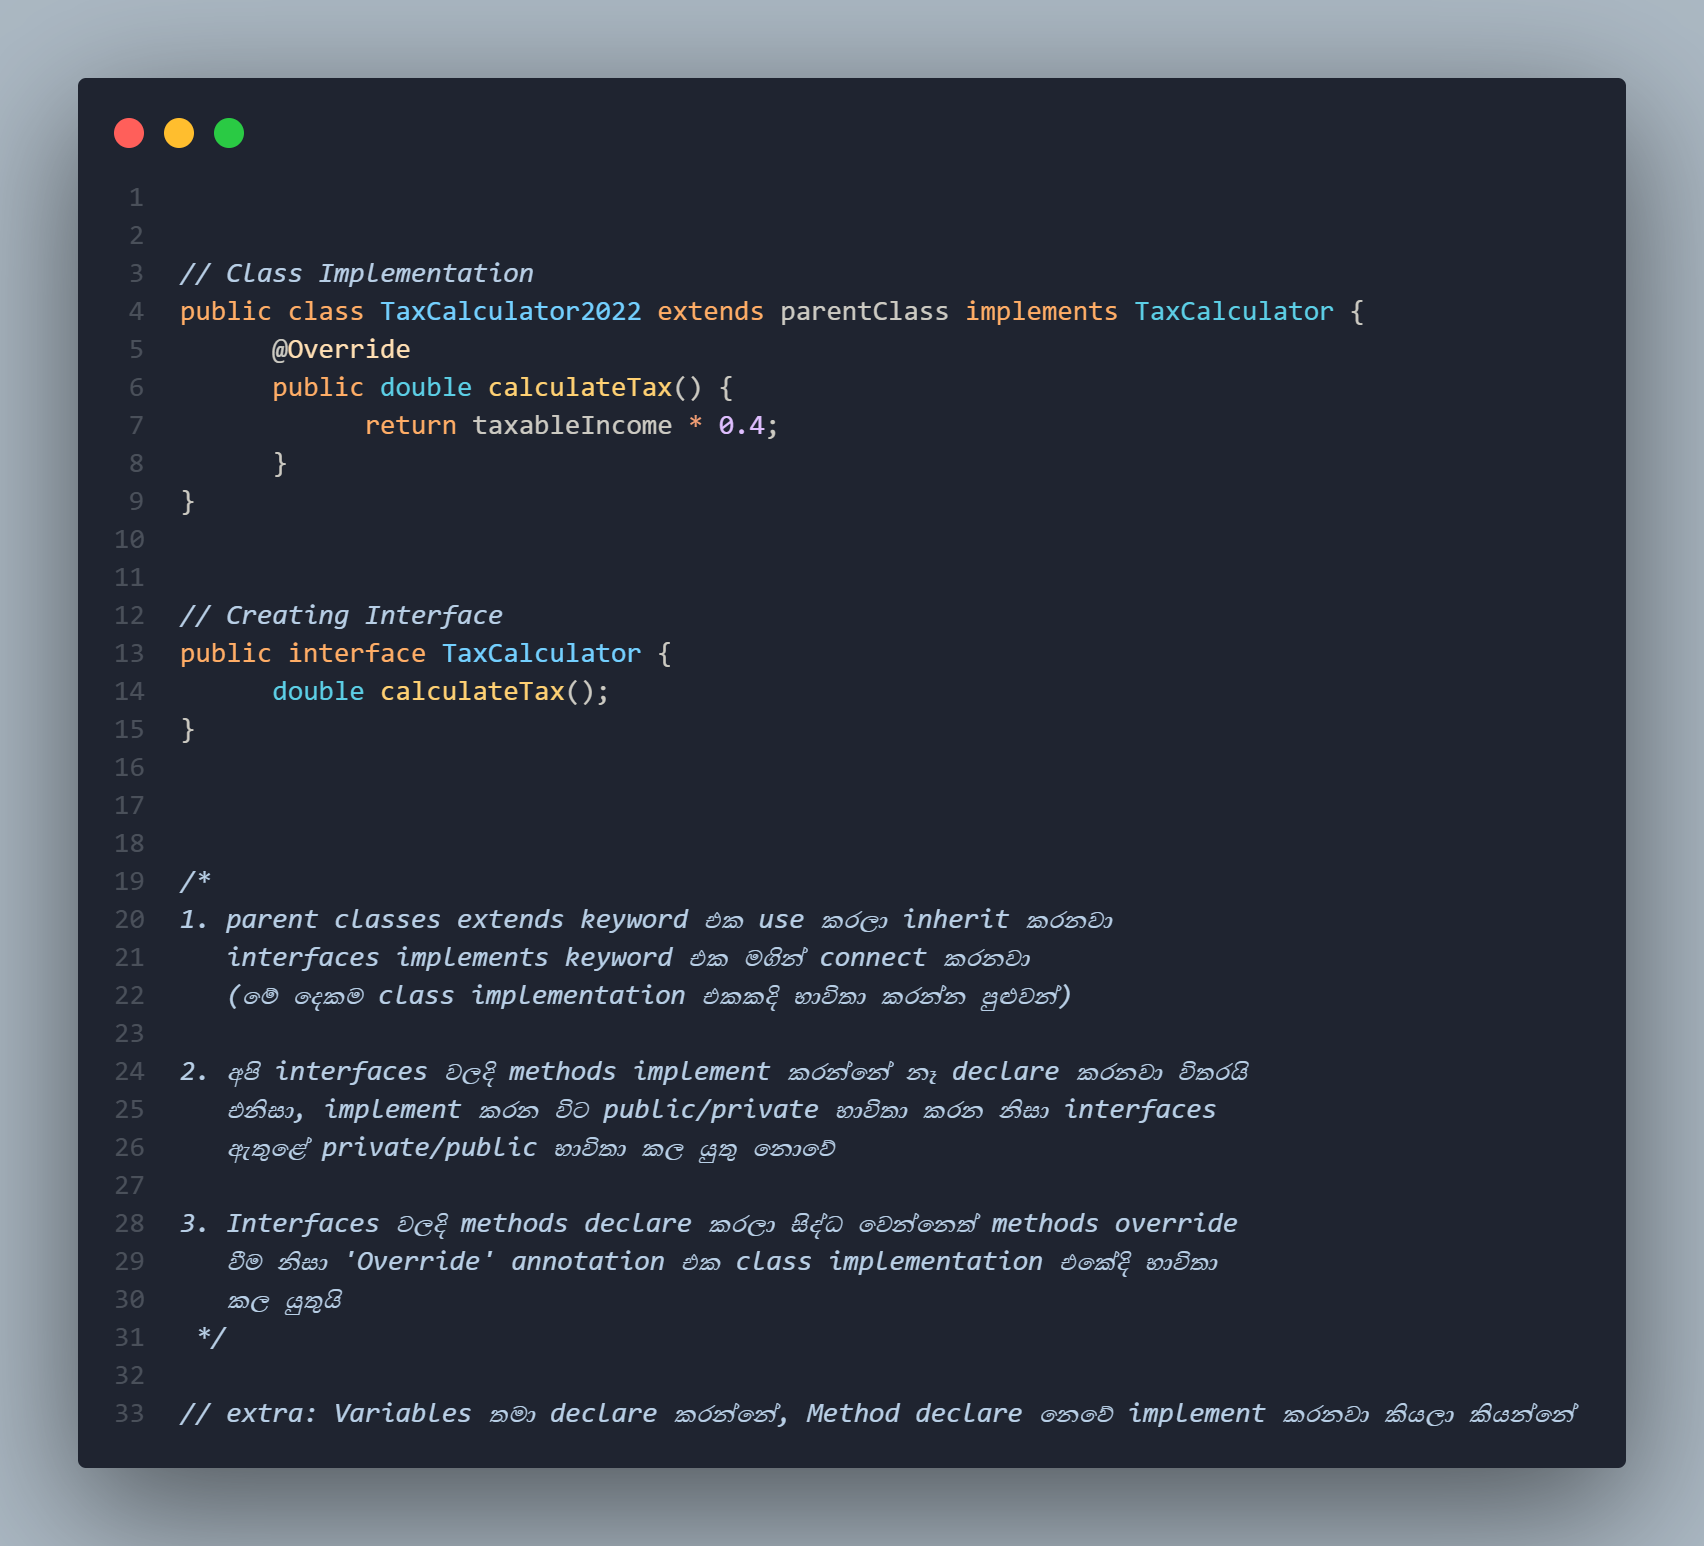 1
2
3 // Class Implementation
4 public class TaxCalculator2022 extends parentClass implements TaxCalculator {
5 @Override
6 public double calculateTax() {
7 return taxableIncome * 0.4;
8 }
9 }
10
11
12 // Creating Interface
13 public interface TaxCalculator {
14 double calculateTax();
15 }
16
17
18
19 /*
20 1. parent classes extends keyword එක use කරලා inherit කරනවා
21 interfaces implements keyword එක මගින් connect කරනවා
22 (මේ දෙකම class implementation එකකදි භාවිතා කරන්න පුළුවන්)
23
24 2. අපි interfaces වලදි methods implement කරන්නේ නෑ declare කරනවා විතරයි
25 එනිසා, implement කරන විට public/private භාවිතා කරන නිසා interfaces
26 ඇතුළේ private/public භාවිතා කල යුතු නොවේ
27
28 3. Interfaces වලදි methods declare කරලා සිද්ධ වෙන්නෙත් methods override
29 වීම නිසා 'Override' annotation එක class implementation එකේදි භාවිතා
30 කල යුතුයි
31 */
32
33 // extra: Variables තමා declare කරන්නේ, Method declare නෙවේ implement කරනවා කියලා කියන්නේ